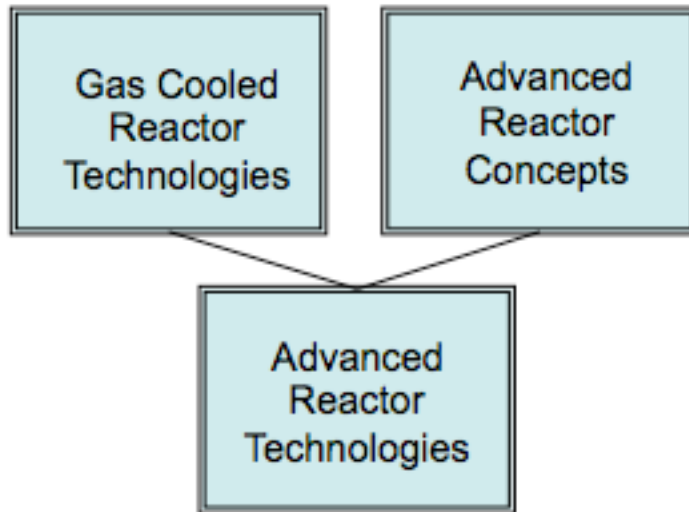 Gas Cooled
Reactor
Technologies
Advanced
Reactor
Concepts
Advanced
Reactor
Technologies